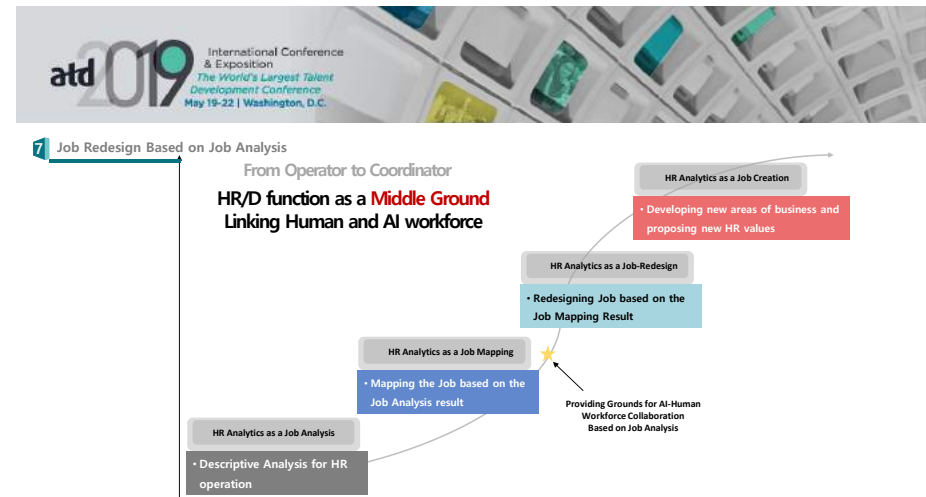 atd 2019
International Conference
& Exposition
The World's Largest Talent
Development Conference
May 19-22 | Washington, D.C.
7 Job Redesign Based on Job Analysis
From Operator to Coordinator
HR/D function as a Middle Ground
Linking Human and AI workforce
HR Analytics as a Job Creation
• Developing new areas of business and
proposing new HR values
HR Analytics as a Job-Redesign
• Redesigning Job based on the
Job Mapping Result
HR Analytics as a Job Mapping
• Mapping the Job based on the
Job Analysis result
Providing Grounds for AI-Human
Workforce Collaboration
Based on Job Analysis
HR Analytics as a Job Analysis
• Descriptive Analysis for HR
operation